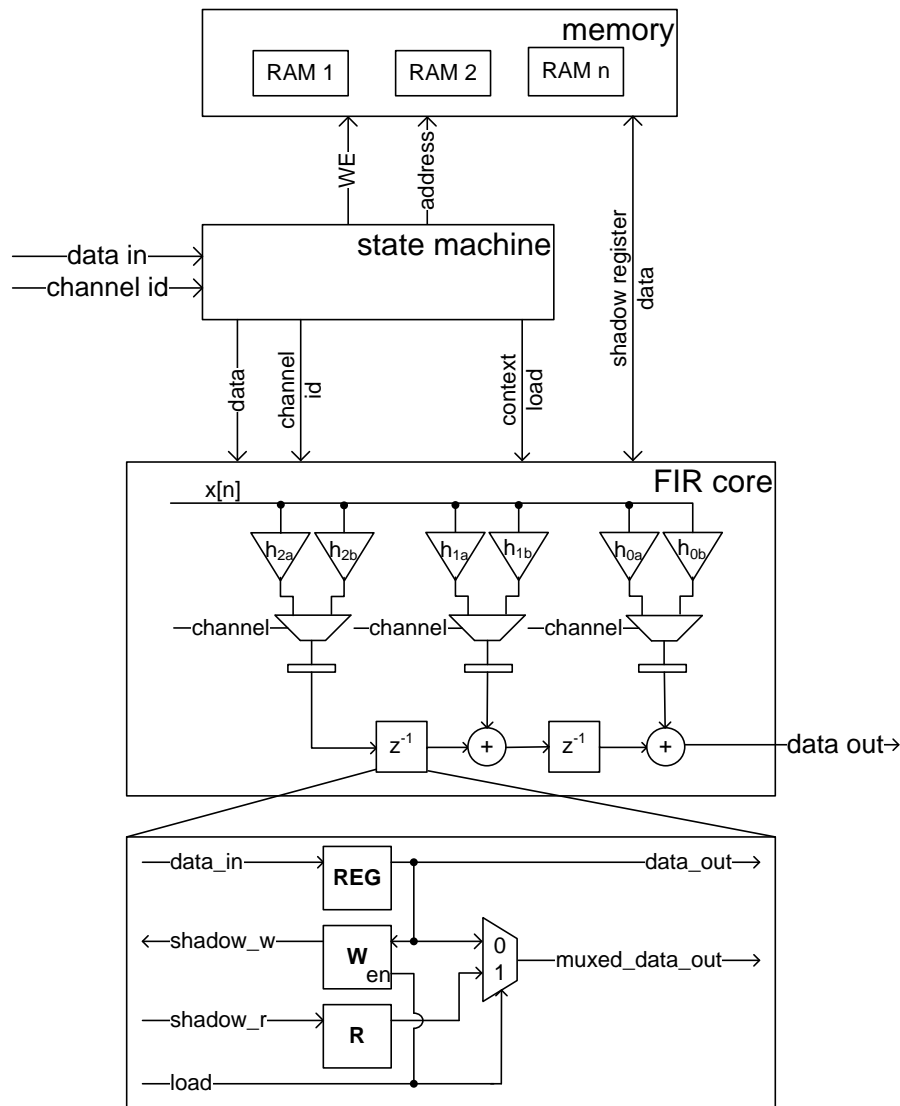 memory
RAM 1
RAM 2
RAM n
WE
address
shadow register
data
state machine
data in
channel id
data
channel
id
context
load
FIR core
x[n]
h2a
h2b
h1a
h1b
h0a
h0b
channel
channel
channel
z-1
+
z-1
+
data out
data_in
REG
data_out
shadow_w
W
en
0
1
muxed_data_out
shadow_r
R
load